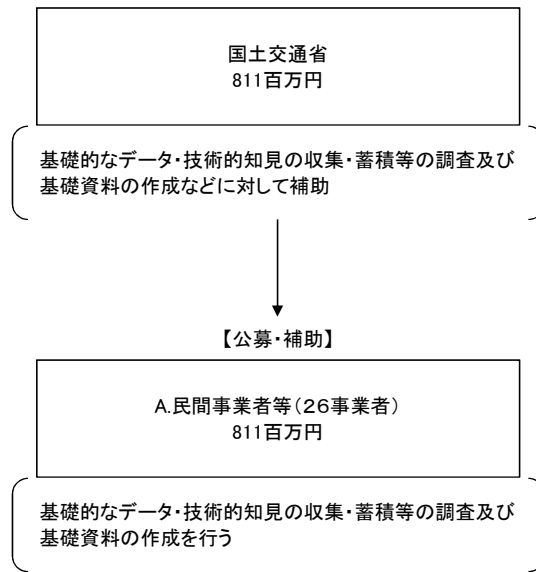 国土交通省
811百万円
基礎的なデータ・技術的知見の収集・蓄積等の調査及び
基礎資料の作成などに対して補助
【公募・補助】
A.民間事業者等（２６事業者）
811百万円
基礎的なデータ・技術的知見の収集・蓄積等の調査及び
基礎資料の作成を行う